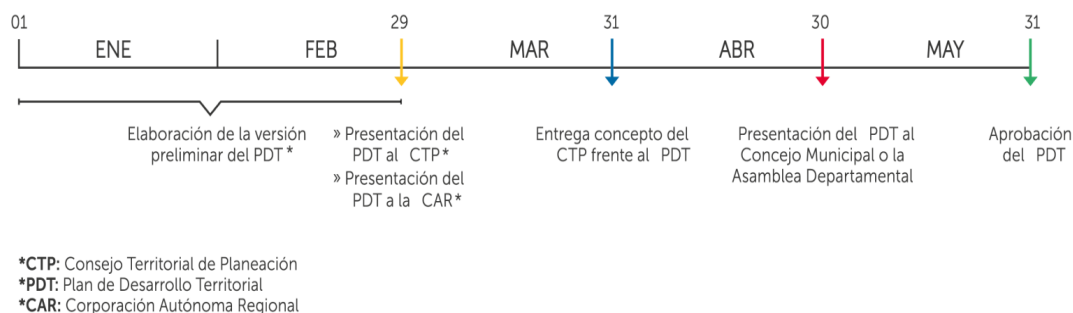 01 29 31 30 31
ENE FEB MAR ABR MAY
Elaboración de la versión
preliminar del PDT *
» Presentación del
PDT al CTP*
» Presentación del
PDT a la CAR*
Entrega concepto del
CTP frente al PDT
Presentación del PDT al
Concejo Municipal o la
Asamblea Departamental
Aprobación
del PDT
*CTP: Consejo Territorial de Planeación
*PDT: Plan de Desarrollo Territorial
*CAR: Corporación Autónoma Regional